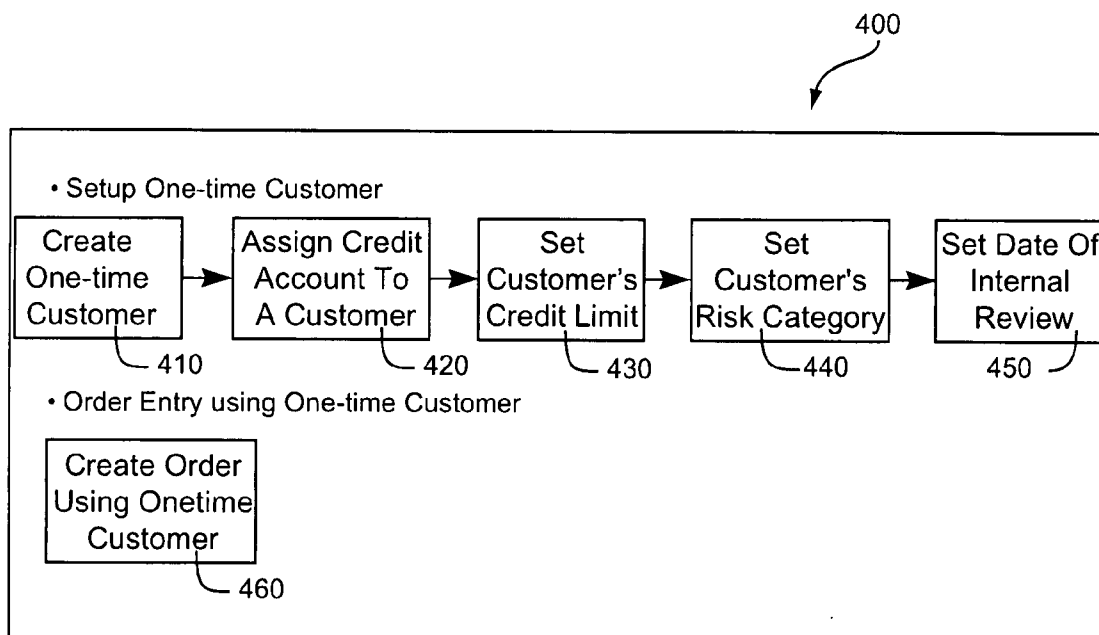 400
• Setup One-time Customer
Create
One-time
Customer
410
Assign Credit
Account To
A Customer
420
Set
Customer's
Credit Limit
430
Set
Customer's
Risk Category
440
Set Date Of
Internal
Review
450
• Order Entry using One-time Customer
Create Order
Using Onetime
Customer
460